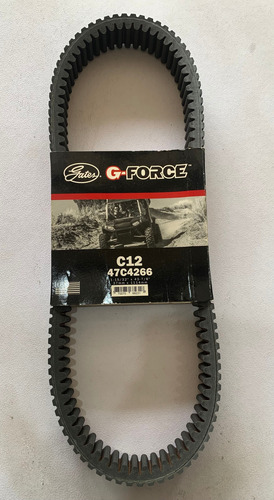 Gates
G-FORCE
C12
47C4266